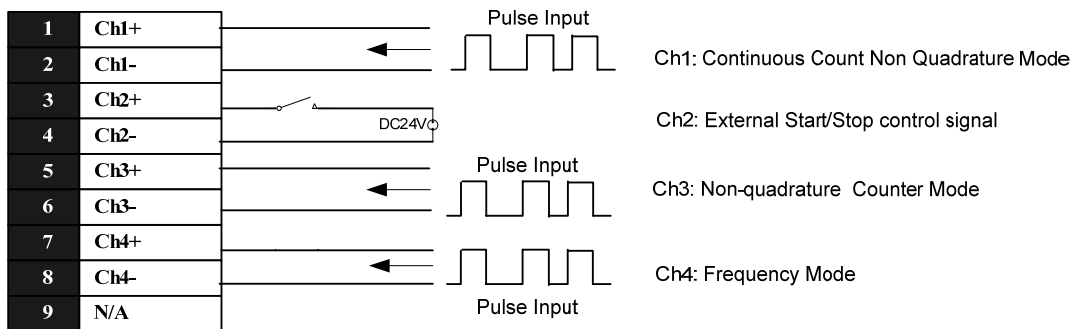 Pulse Input
1 Ch1+
2 Ch1-
Ch1: Continuous Count Non Quadrature Mode
3 Ch2+
DC24V
4 Ch2-
Ch2: External Start/Stop control signal
Pulse Input
5 Ch3+
6 Ch3-
Ch3: Non-quadrature Counter Mode
7 Ch4+
8 Ch4-
Ch4: Frequency Mode
Pulse Input
9 N/A